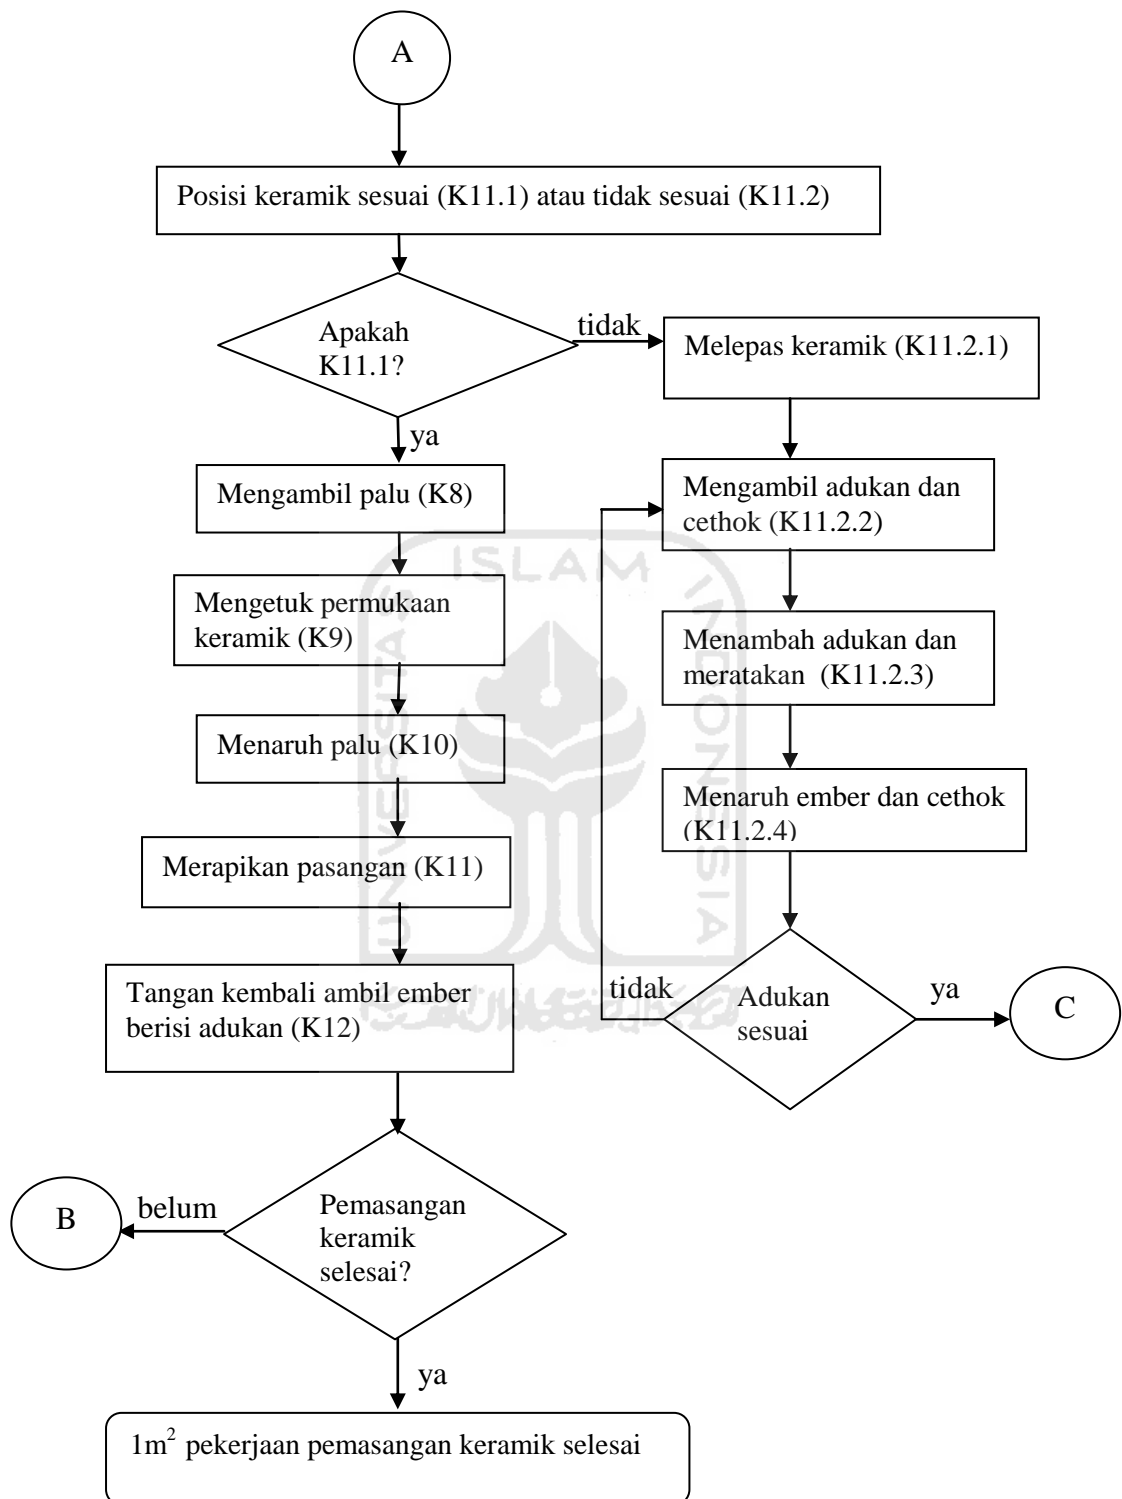 A
Posisi keramik sesuai (K11.1) atau tidak sesuai (K11.2)
Apakah
K11.1?
tidak
Melepas keramik (K11.2.1)
ya
Mengambil palu (K8)
Mengambil adukan dan
cethok (K11.2.2)
Mengetuk permukaan
keramik (K9)
Menambah adukan dan
meratakan (K11.2.3)
Menaruh palu (K10)
Menaruh ember dan cethok
(K11.2.4)
Merapikan pasangan (K11)
Tangan kembali ambil ember
berisi adukan (K12)
tidak
Adukan
sesuai
ya
C
B
belum
Pemasangan
keramik
selesai?
ya
1m² pekerjaan pemasangan keramik selesai
UNIVERSITAS
ISLAM
INDONESIA